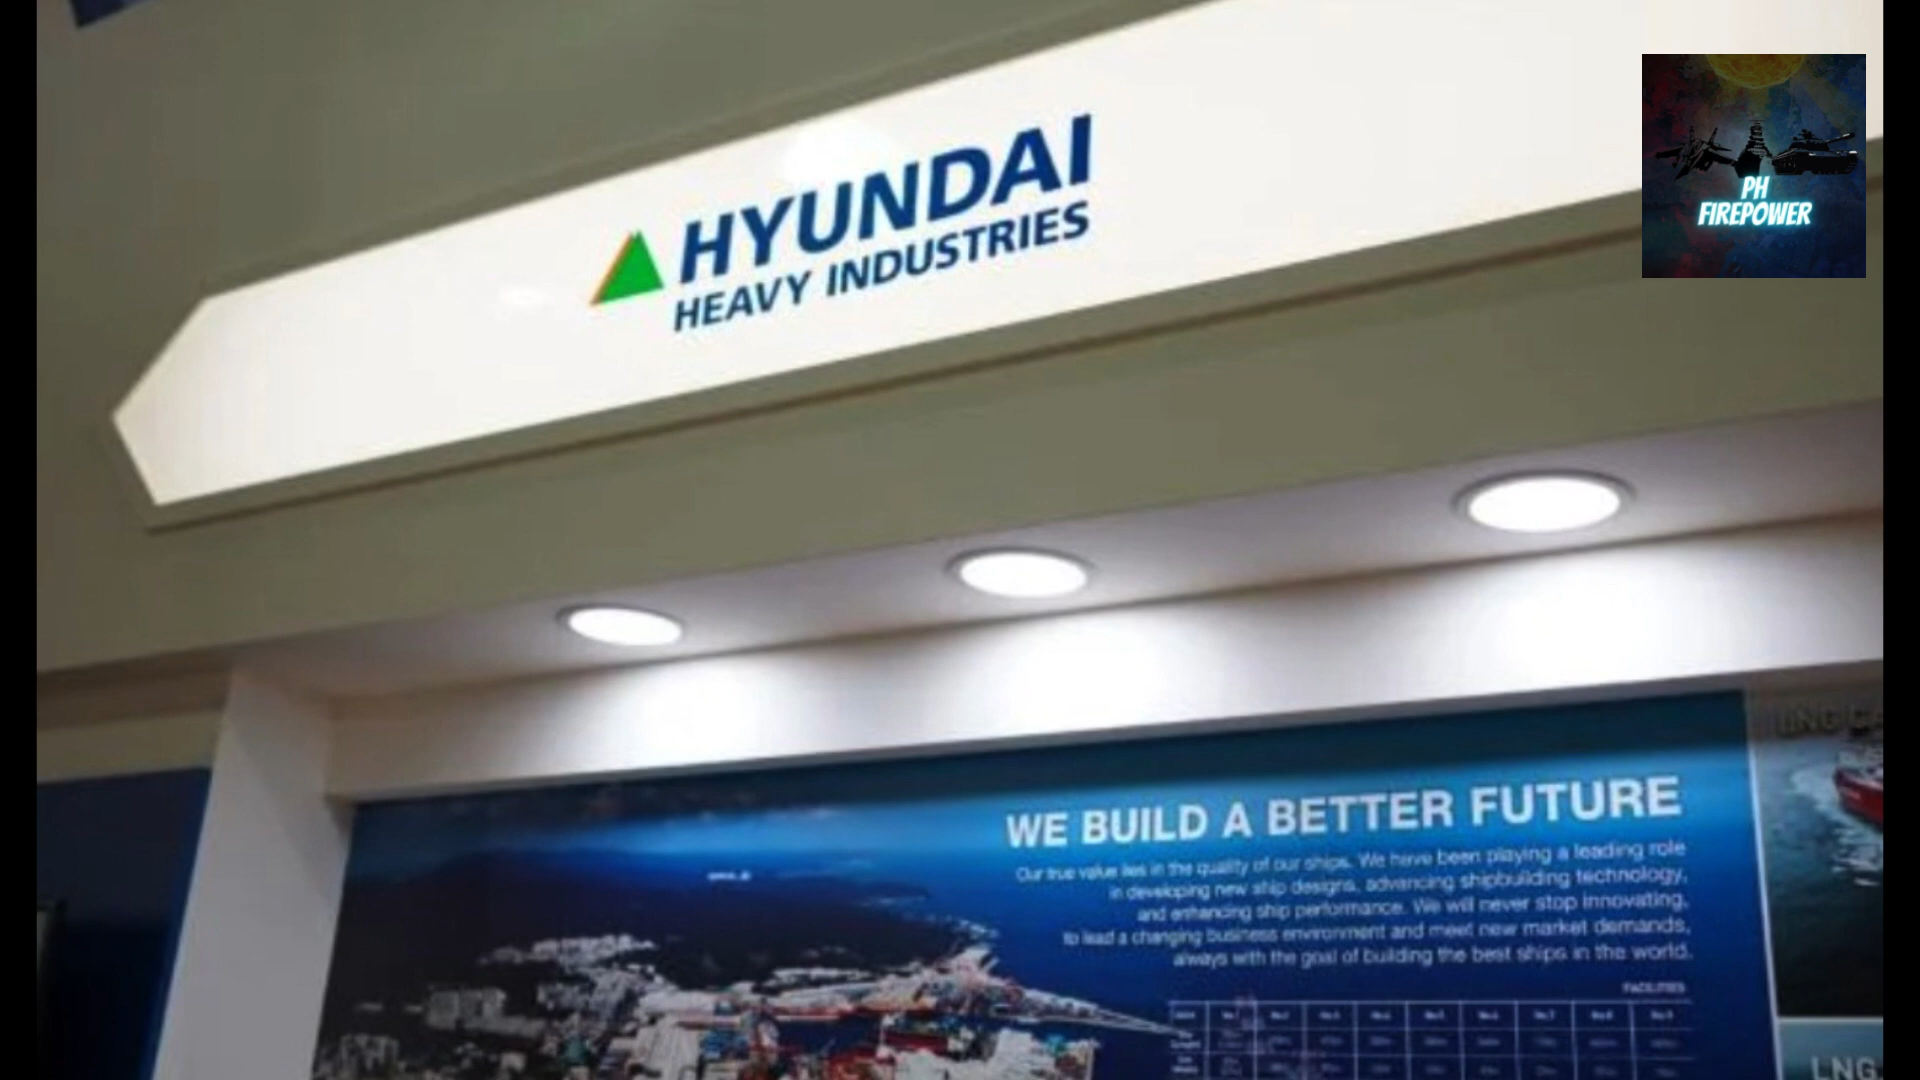 HYUNDAI
HEAVY INDUSTRIES
PH
FIREPOWER
WE BUILD A BETTER FUTURE
Our true value lies in the quality of our ships. We have been playing a leading role
in developing new ship designs, advancing shipbuilding technology,
and enhancing ship performance. We will never stop innovating,
to lead a changing business environment and meet new market demands,
always with the goal of building the best ships in the world.
FACILITIES
LNG